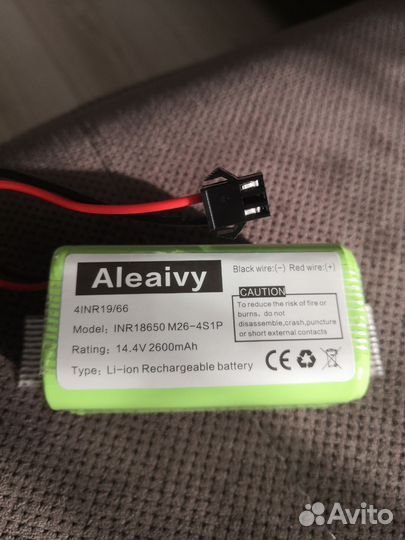 Aleaivy
Black wire:(-) Red wire:(+)
4INR19/66
CAUTION
Model: INR18650 M26-4S1P
To reduce the risk of fire or
burns, do not
disassemble,crash,puncture
or short external contacts
Rating: 14.4V 2600mAh
Type: Li-ion Rechargeable battery
CE
Avito